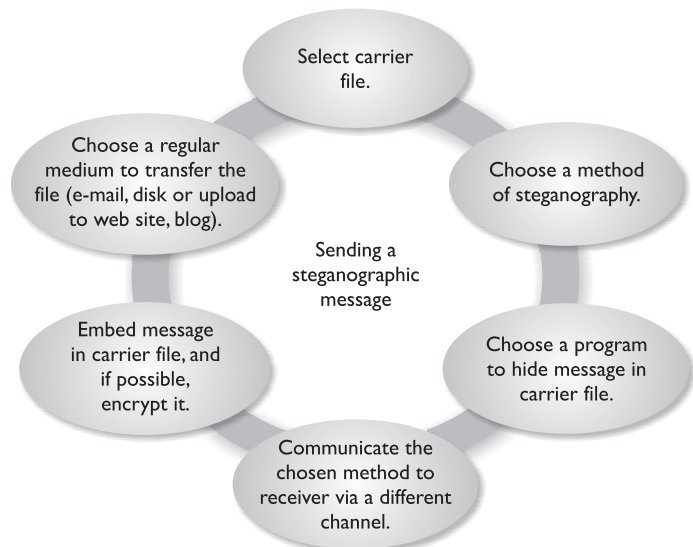 Select carrier
file.
Choose a method
of steganography.
Choose a program
to hide message in
carrier file.
Communicate the
chosen method to
receiver via a different
channel.
Embed message
in carrier file, and
if possible,
encrypt it.
Choose a regular
medium to transfer the
file (e-mail, disk or upload
to web site, blog).
Sending a
steganographic
message